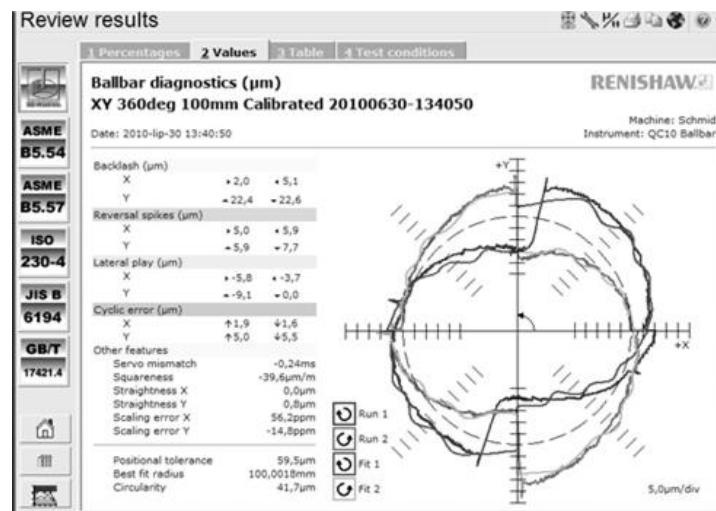 Review results
1 Percentages 2 Values 3 Table 4 Test conditions
Ballbar diagnostics (µm)
XY 360deg 100mm Calibrated 20100630-134050
RENISHAW
Date: 2010-lip-30 13:40:50
Machine: Schmid
Instrument: QC10 Ballbar
ASME
B5.54
ASME
B5.57
ISO
230-4
JIS B
6194
GB/T
17421.4
Backlash (µm)
X 2,0 5,1
Y 22,4 22,6
Reversal spikes (µm)
X 5,0 5,9
Y 5,9 7,7
Lateral play (µm)
X -5,8 -3,7
Y -9,1 -0,0
Cyclic error (µm)
X ↑1,9 ↓1,6
Y ↑5,0 ↓5,5
Other features
Servo mismatch -0,24ms
Squareness -39,6µm/m
Straightness X 0,0µm
Straightness Y 0,8µm
Scaling error X 56,2ppm
Scaling error Y -14,8ppm
Positional tolerance 59,5µm
Best fit radius 100,0018mm
Circularity 41,7µm
+Y
+X
Run 1
Run 2
Fit 1
Fit 2
5,0µm/div